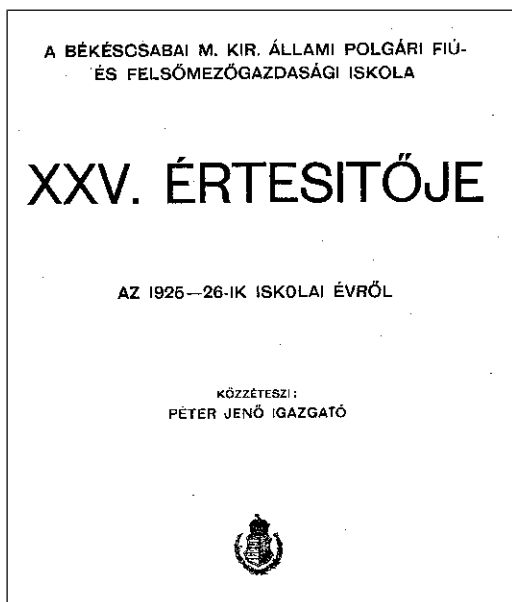 A BÉKÉSCSABAI M. KIR. ÁLLAMI POLGÁRI FIÚ-
ÉS FELSŐMEZŐGAZDASÁGI ISKOLA
XXV. ÉRTESITŐJE
AZ 1925—26-IK ISKOLAI ÉVRŐL
KÖZZÉTESZI:
PÉTER JENŐ IGAZGATÓ